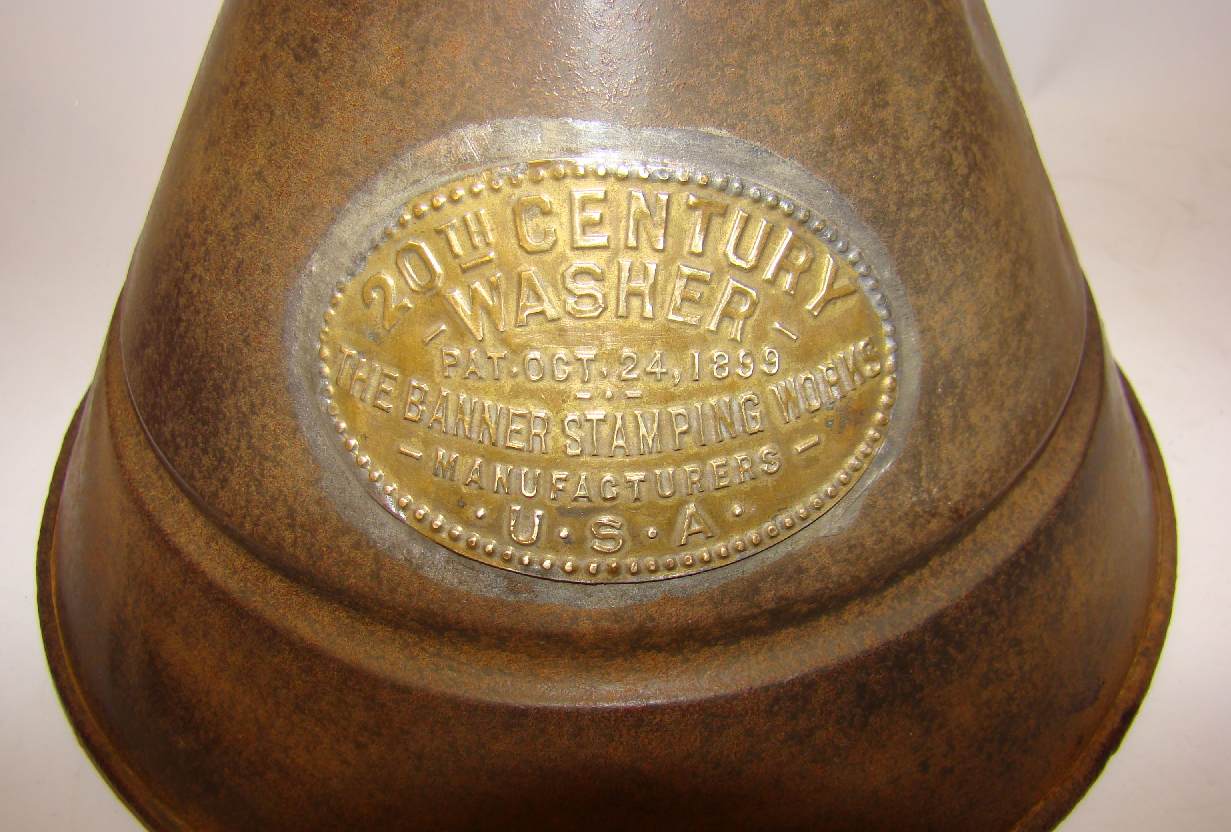 20TH CENTURY
WASHER
PAT. OCT. 24, 1899
THE BANNER STAMPING WORKS
MANUFACTURERS
U·S·A·